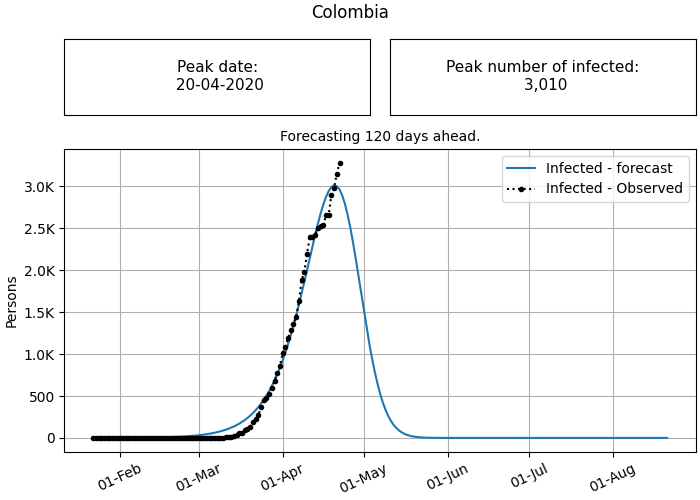 Colombia
Peak date:
20-04-2020
Peak number of infected:
3,010
Forecasting 120 days ahead.
Infected - forecast
Infected - Observed
Persons
3.0K
2.5K
2.0K
1.5K
1.0K
500
0
01-Feb
01-Mar
01-Apr
01-May
01-Jun
01-Jul
01-Aug